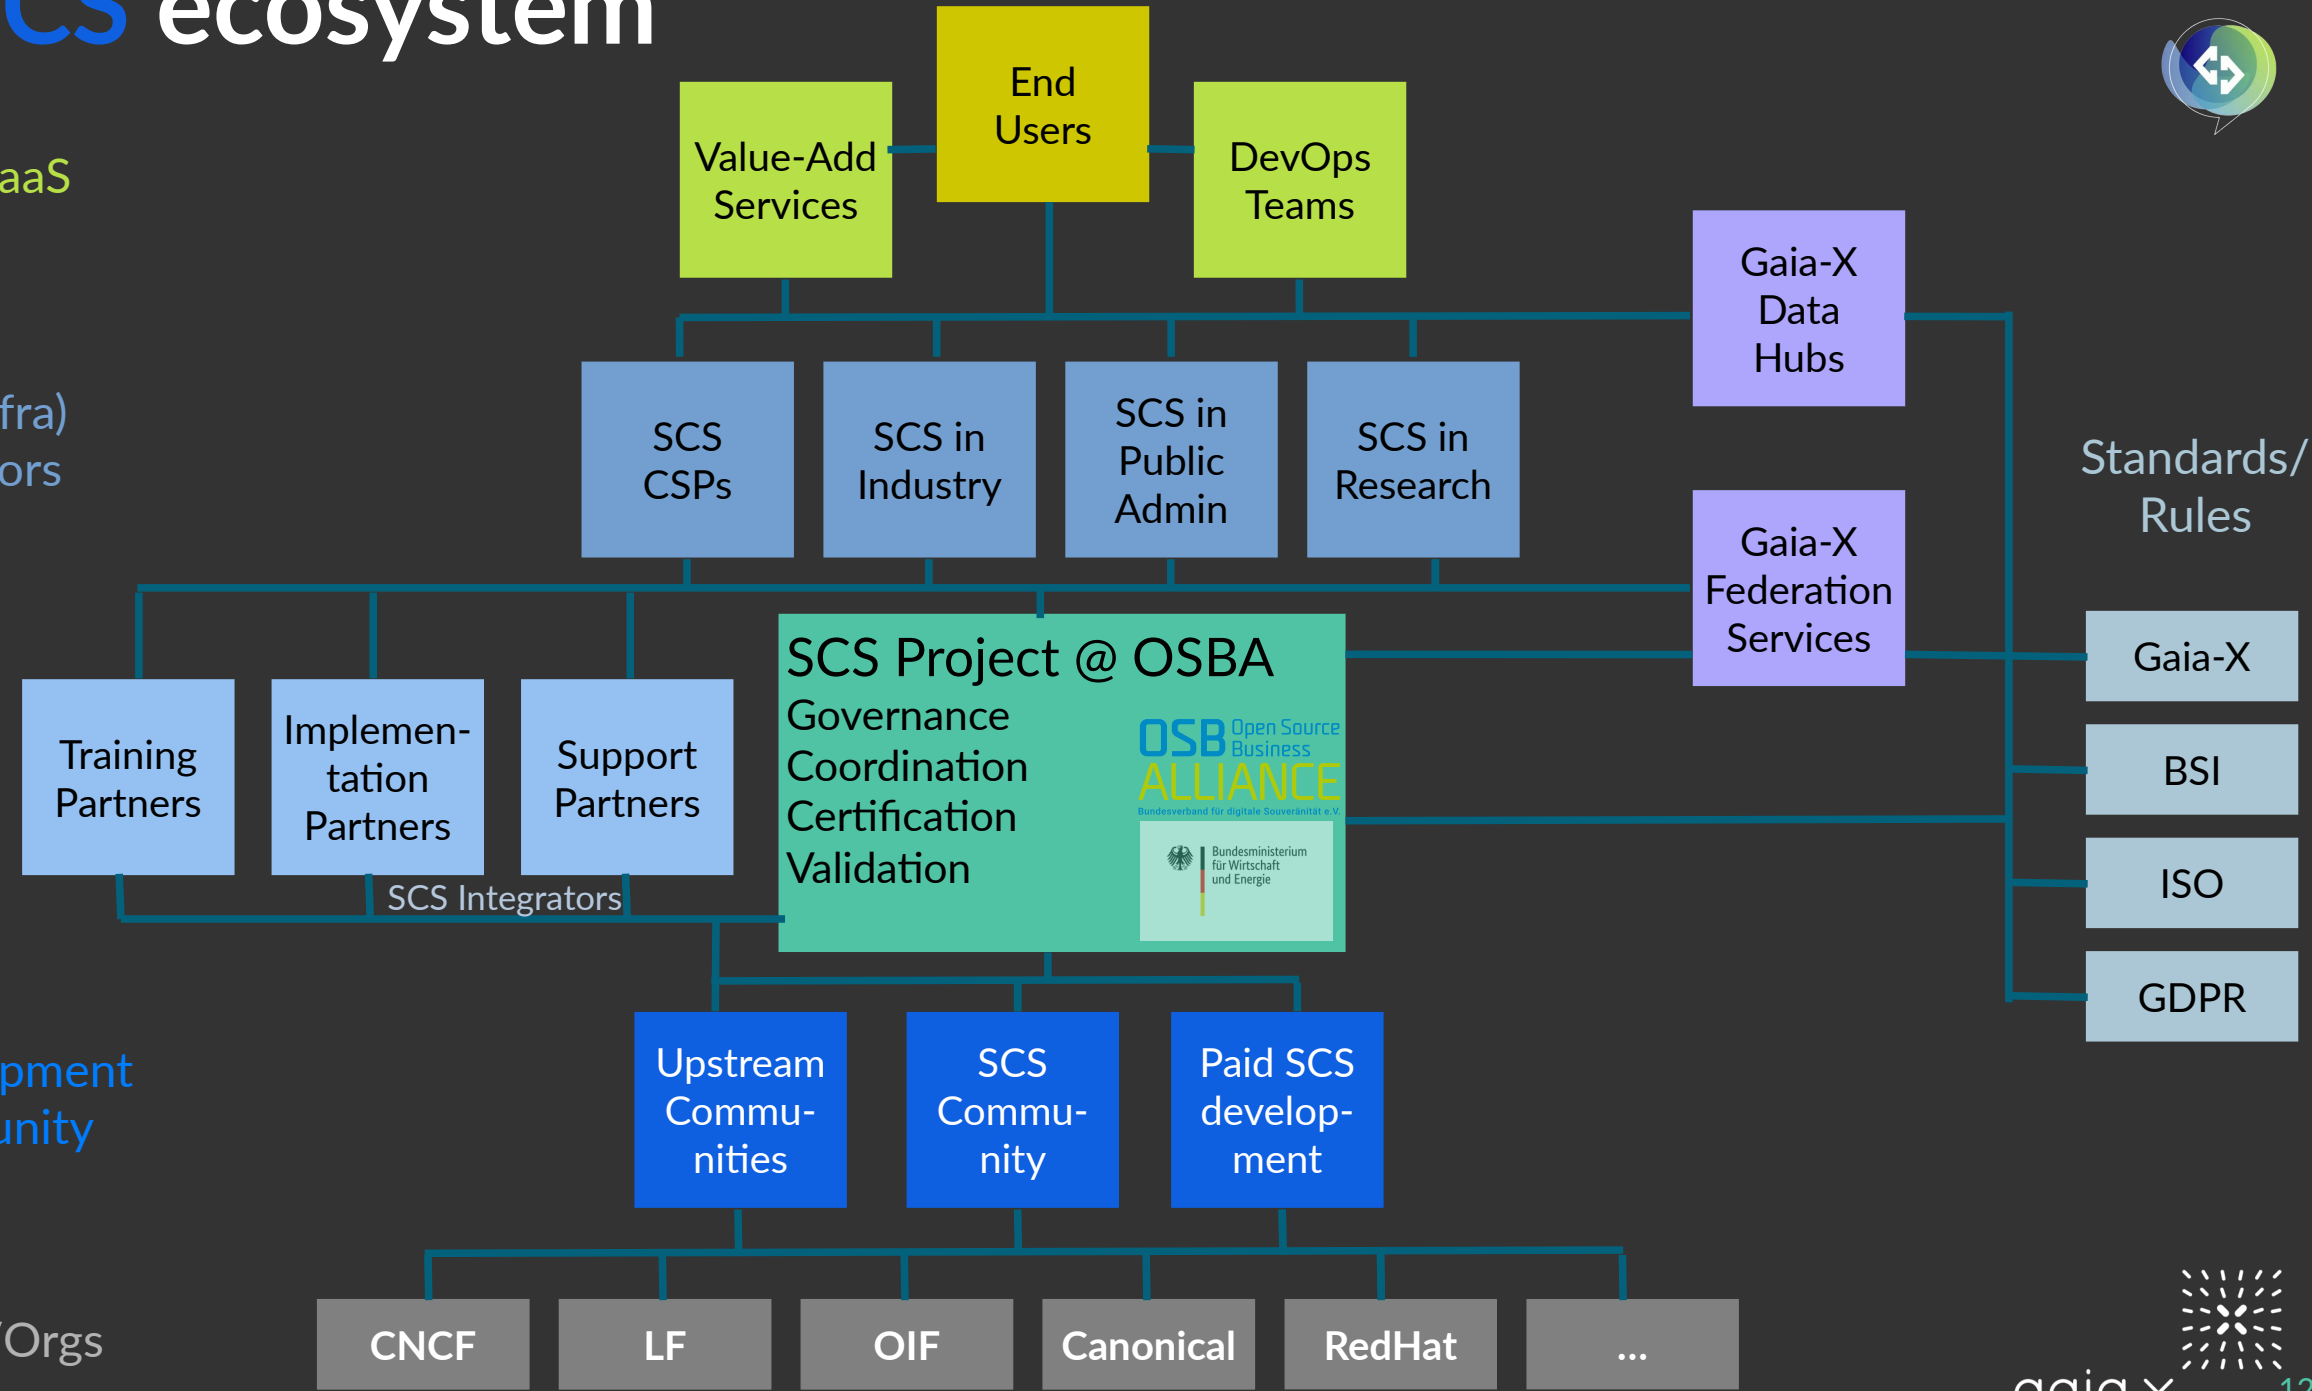 CS ecosystem
End
Users
Value-Add
Services
DevOps
Teams
aaS
Gaia-X
Data
Hubs
fra)
ors
SCS
CSPs
SCS in
Industry
SCS in
Public
Admin
SCS in
Research
Standards/
Rules
Gaia-X
Federation
Services
Gaia-X
BSI
ISO
GDPR
Training
Partners
Implemen-
tation
Partners
Support
Partners
SCS Integrators
SCS Project @ OSBA
Governance
Coordination
Certification
Validation
OSB Open Source
Business
ALLIANCE
Bundesverband für digitale Souveränität e.V.
Bundesministerium
für Wirtschaft
und Energie
pment
unity
Upstream
Commu-
nities
SCS
Commu-
nity
Paid SCS
develop-
ment
/Orgs
CNCF
LF
OIF
Canonical
RedHat
...
gaia-x
12